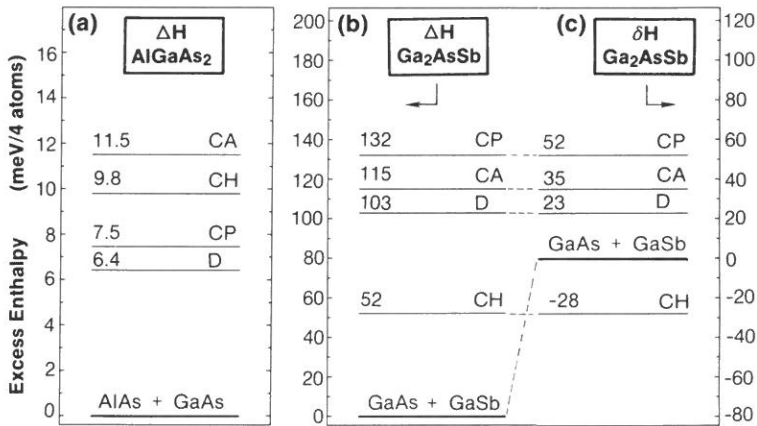 Excess Enthalpy (meV/4 atoms)
(a)
ΔH
AlGaAs₂
16
14
12
10
8
6
4
2
0
11.5 CA
9.8 CH
7.5 CP
6.4 D
AlAs + GaAs
(b)
ΔH
Ga₂AsSb
200
180
160
140
120
100
80
60
40
20
0
132 CP
115 CA
103 D
52 CH
GaAs + GaSb
(c)
δH
Ga₂AsSb
52 CP
35 CA
23 D
GaAs + GaSb
-28 CH
120
100
80
60
40
20
0
-20
-40
-60
-80